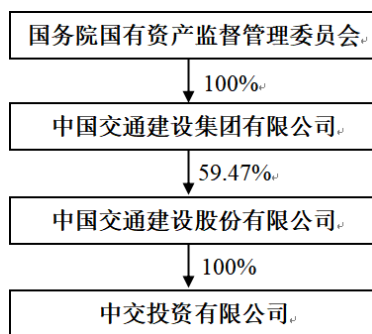 国务院国有资产监督管理委员会
100%
中国交通建设集团有限公司
59.47%
中国交通建设股份有限公司
100%
中交投资有限公司